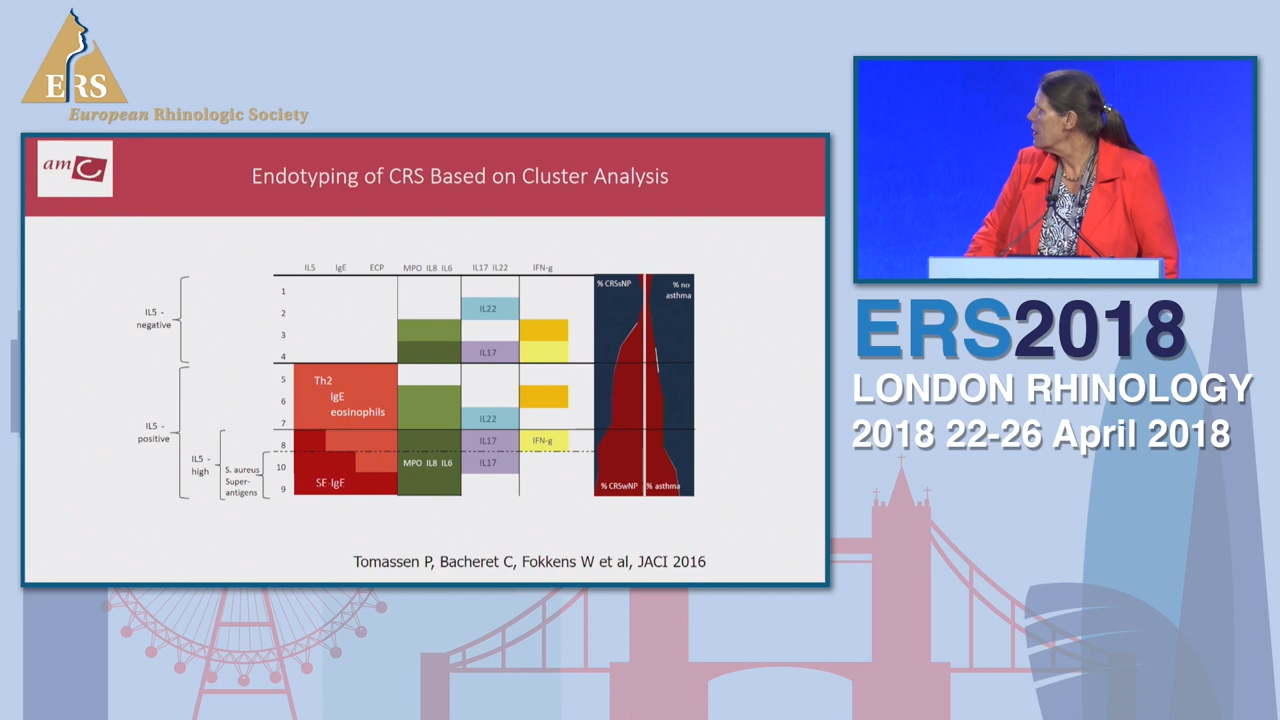 ERS
European Rhinologic Society
amC
Endotyping of CRS Based on Cluster Analysis
IL5 IgE ECP MPO IL8 IL6 IL17 IL22 IFN-g
% CRSsNP % no asthma
IL5 -
negative
1
2
3
4
IL22
IL17
IL5 -
positive
5
6
7
Th2
IgE
eosinophils
IL22
IL5 -
high
S. aureus
Super-
antigens
8
10
9
IL17
IFN-g
MPO IL8 IL6
IL17
SE-IgE
% CRSwNP % asthma
Tomassen P, Bacheret C, Fokkens W et al, JACI 2016
ERS2018
LONDON RHINOLOGY
2018 22-26 April 2018